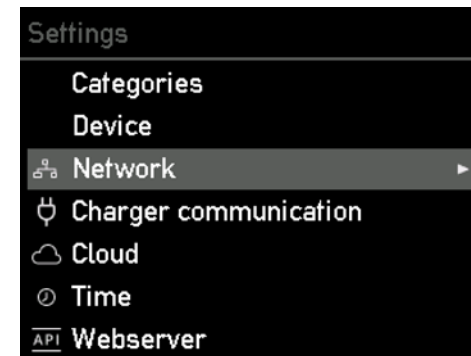 Settings
Categories
Device
Network
Charger communication
Cloud
Time
API Webserver